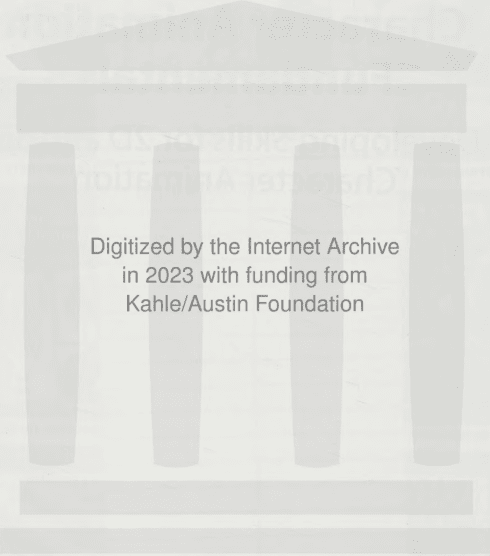 Digitized by the Internet Archive
in 2023 with funding from
Kahle/Austin Foundation